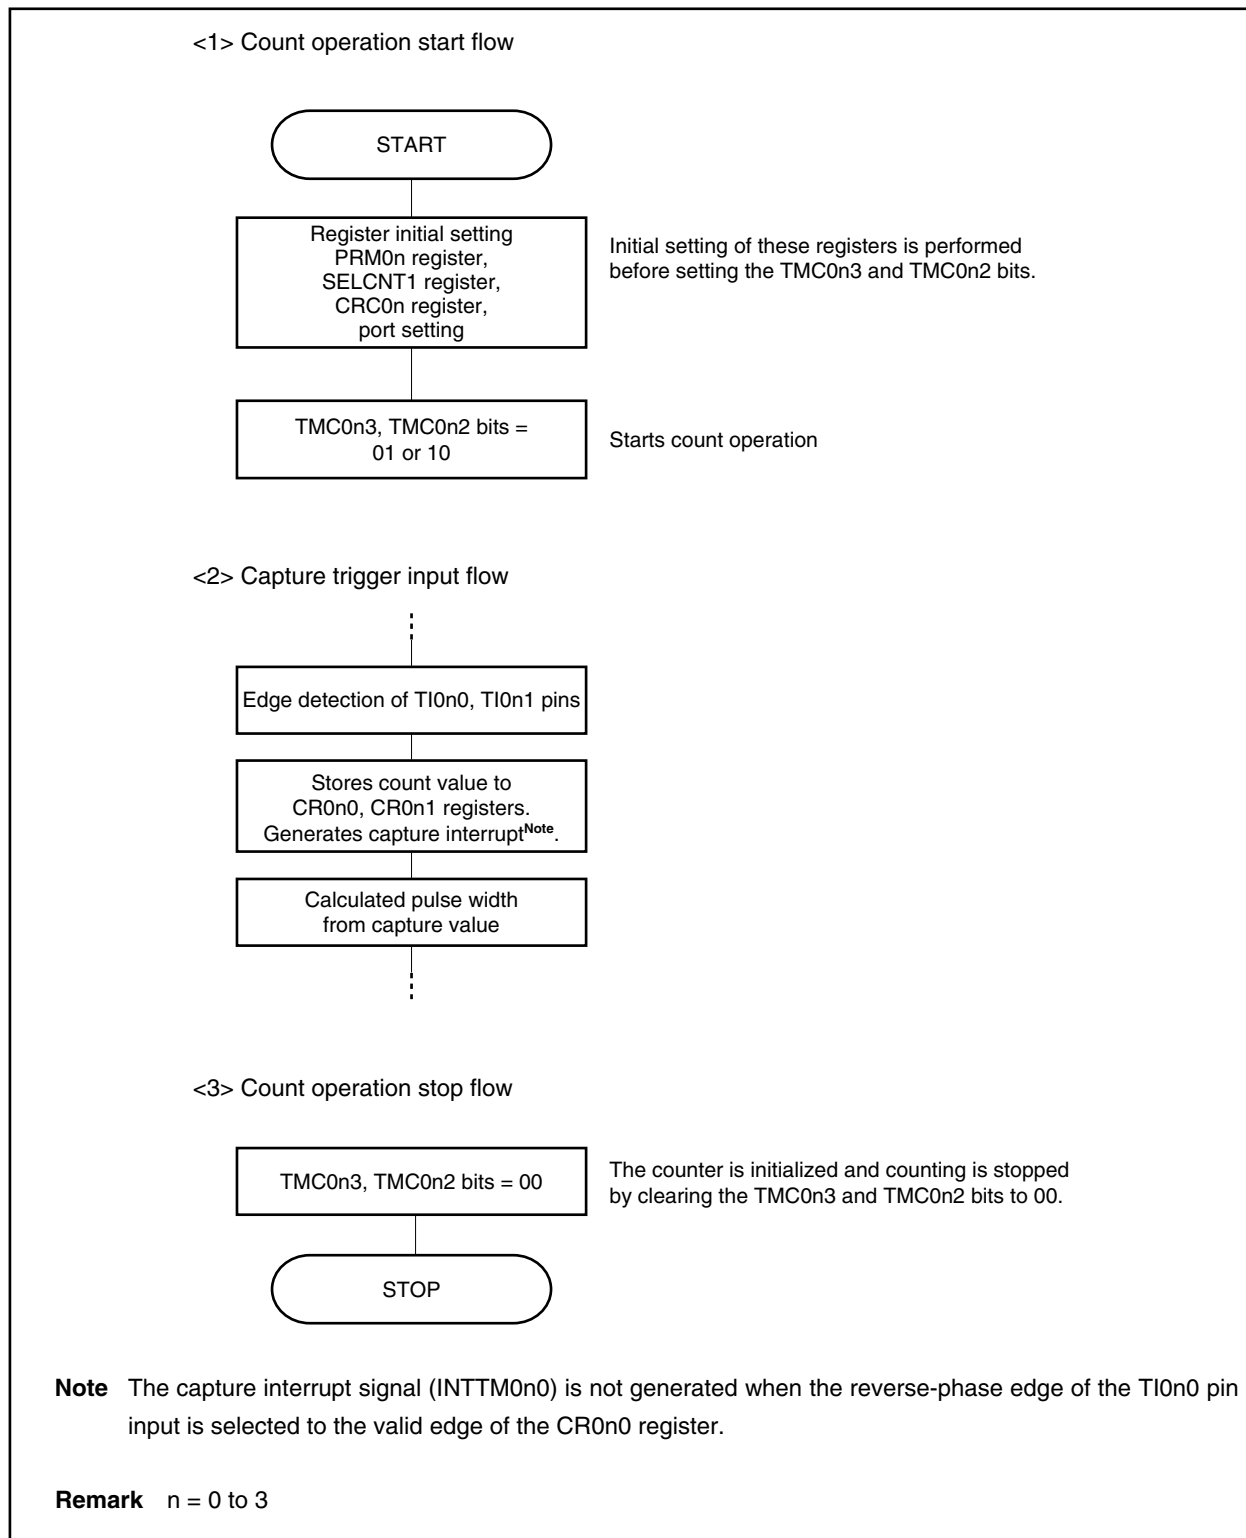 <1> Count operation start flow
START
Register initial setting
PRM0n register,
SELCNT1 register,
CRC0n register,
port setting
Initial setting of these registers is performed
before setting the TMC0n3 and TMC0n2 bits.
TMC0n3, TMC0n2 bits =
01 or 10
Starts count operation
<2> Capture trigger input flow
Edge detection of TI0n0, TI0n1 pins
Stores count value to
CR0n0, CR0n1 registers.
Generates capture interruptNote.
Calculated pulse width
from capture value
<3> Count operation stop flow
TMC0n3, TMC0n2 bits = 00
The counter is initialized and counting is stopped
by clearing the TMC0n3 and TMC0n2 bits to 00.
STOP
Note The capture interrupt signal (INTTM0n0) is not generated when the reverse-phase edge of the TI0n0 pin
input is selected to the valid edge of the CR0n0 register.
Remark n = 0 to 3